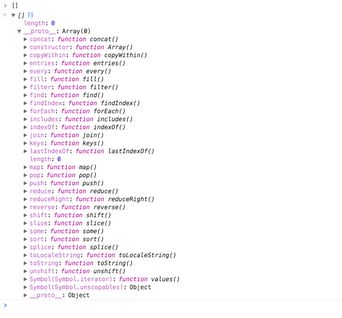 > []
< ▼ [] []
length: 0
▼ __proto__: Array(0)
▶ concat: function concat()
▶ constructor: function Array()
▶ copyWithin: function copyWithin()
▶ entries: function entries()
▶ every: function every()
▶ fill: function fill()
▶ filter: function filter()
▶ find: function find()
▶ findIndex: function findIndex()
▶ forEach: function forEach()
▶ includes: function includes()
▶ indexOf: function indexOf()
▶ join: function join()
▶ keys: function keys()
▶ lastIndexOf: function lastIndexOf()
length: 0
▶ map: function map()
▶ pop: function pop()
▶ push: function push()
▶ reduce: function reduce()
▶ reduceRight: function reduceRight()
▶ reverse: function reverse()
▶ shift: function shift()
▶ slice: function slice()
▶ some: function some()
▶ sort: function sort()
▶ splice: function splice()
▶ toLocaleString: function toLocaleString()
▶ toString: function toString()
▶ unshift: function unshift()
▶ Symbol(Symbol.iterator): function values()
▶ Symbol(Symbol.unscopables): Object
▶ __proto__: Object
>